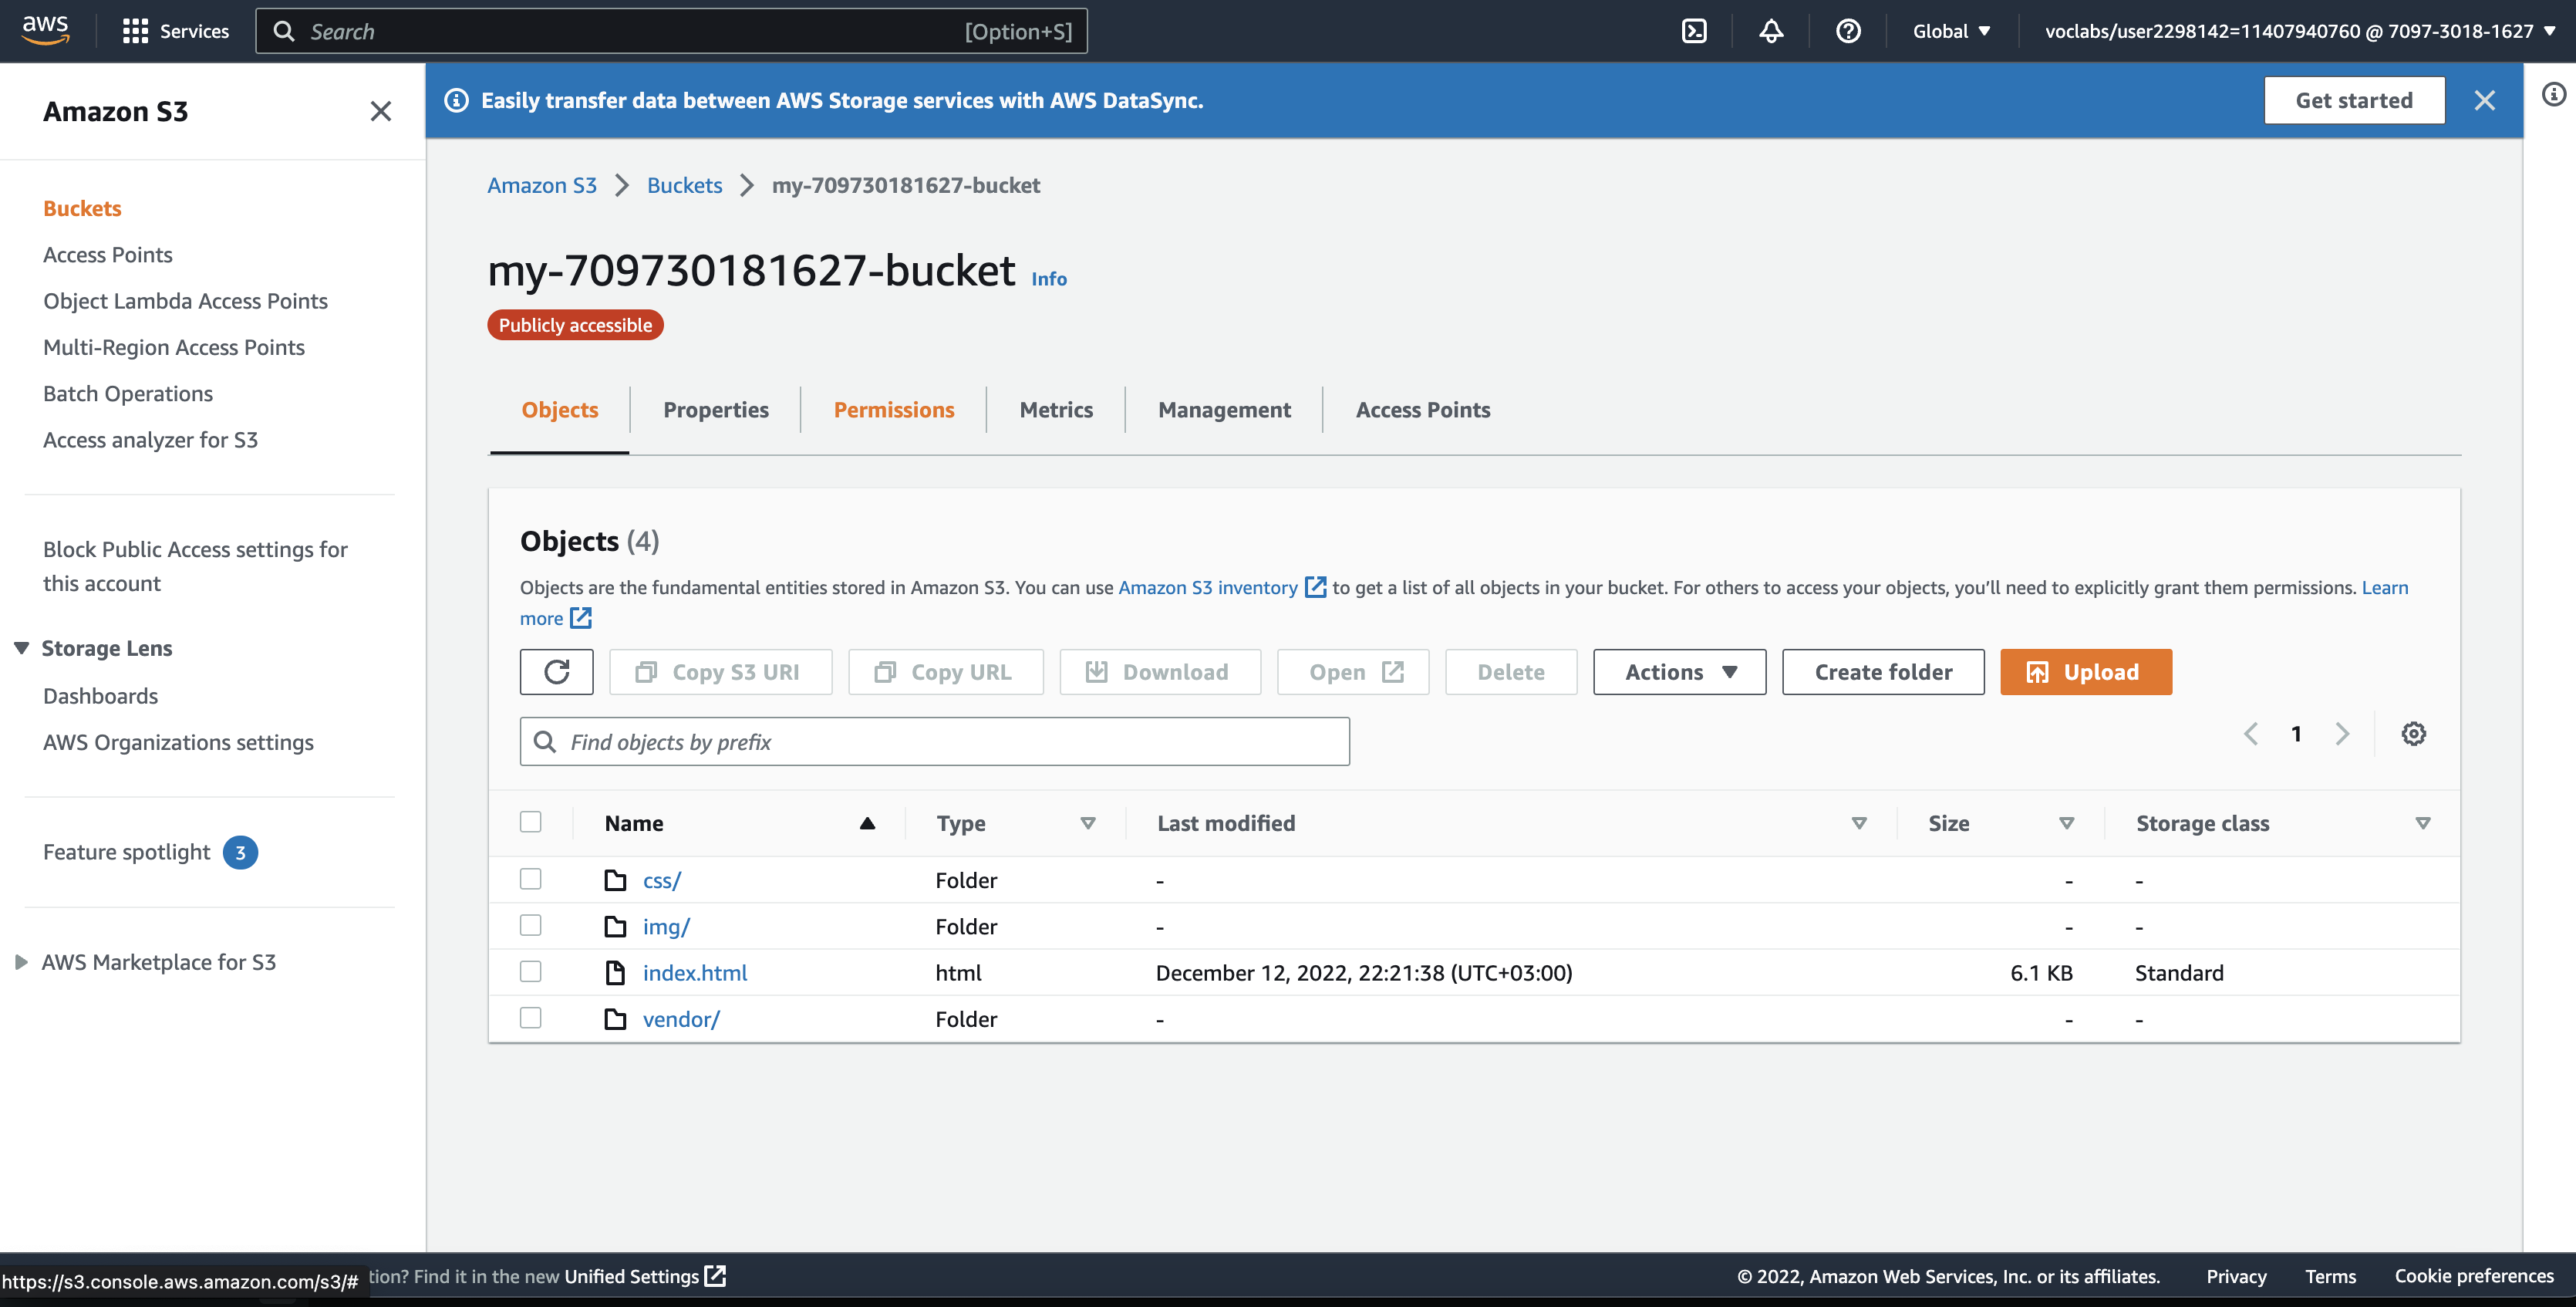 aws
Services
Search
[Option+S]
Global
voclabs/user2298142=11407940760 @ 7097-3018-1627
Amazon S3
Easily transfer data between AWS Storage services with AWS DataSync.
Get started
Buckets
Access Points
Object Lambda Access Points
Multi-Region Access Points
Batch Operations
Access analyzer for S3
Block Public Access settings for
this account
Storage Lens
Dashboards
AWS Organizations settings
Feature spotlight 3
AWS Marketplace for S3
Amazon S3 > Buckets > my-709730181627-bucket
my-709730181627-bucket Info
Publicly accessible
Objects
Properties
Permissions
Metrics
Management
Access Points
Objects (4)
Objects are the fundamental entities stored in Amazon S3. You can use Amazon S3 inventory to get a list of all objects in your bucket. For others to access your objects, you'll need to explicitly grant them permissions. Learn
more
Copy S3 URI
Copy URL
Download
Open
Delete
Actions
Create folder
Upload
Find objects by prefix
1
Name Type Last modified Size Storage class
css/ Folder - - -
img/ Folder - - -
index.html html December 12, 2022, 22:21:38 (UTC+03:00) 6.1 KB Standard
vendor/ Folder - - -
https://s3.console.aws.amazon.com/s3/#
tion? Find it in the new Unified Settings
© 2022, Amazon Web Services, Inc. or its affiliates.
Privacy
Terms
Cookie preferences